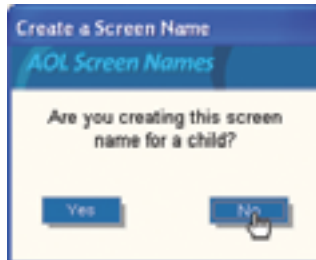 Create a Screen Name
AOL Screen Names
Are you creating this screen
name for a child?
Yes
No